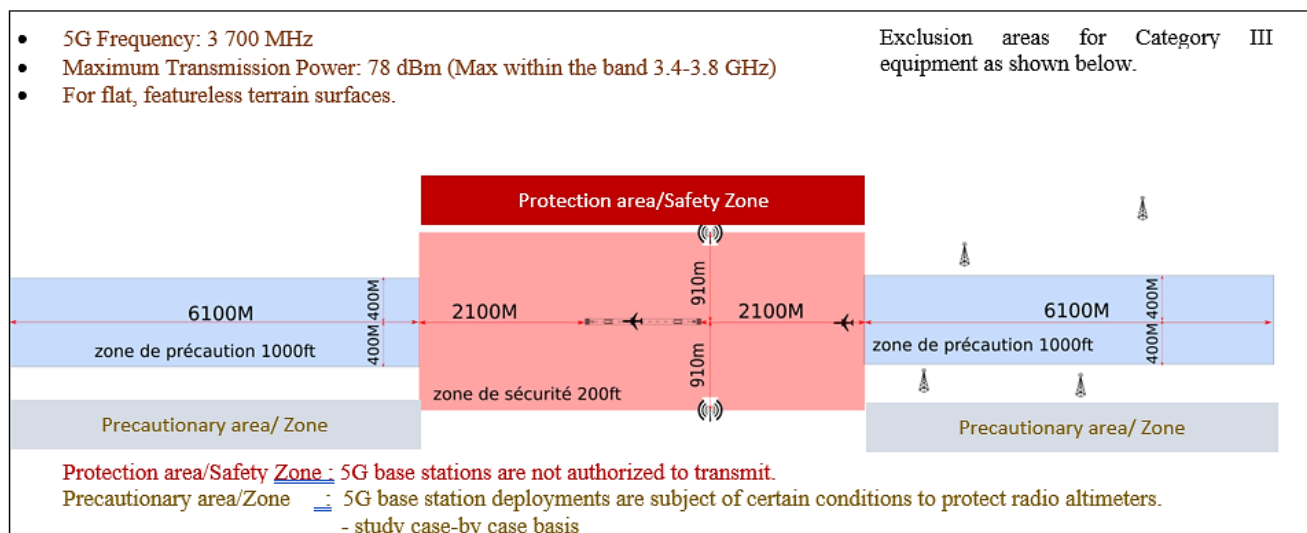 • 5G Frequency: 3 700 MHz
• Maximum Transmission Power: 78 dBm (Max within the band 3.4-3.8 GHz)
• For flat, featureless terrain surfaces.
Exclusion areas for Category III
equipment as shown below.
Protection area/Safety Zone
910m
400M
400M
6100M
2100M
2100M
6100M
400M
400M
zone de précaution 1000ft
zone de précaution 1000ft
910m
zone de sécurité 200ft
Precautionary area/ Zone
Precautionary area/ Zone
Protection area/Safety Zone : 5G base stations are not authorized to transmit.
Precautionary area/Zone : 5G base station deployments are subject of certain conditions to protect radio altimeters.
- study case-by case basis